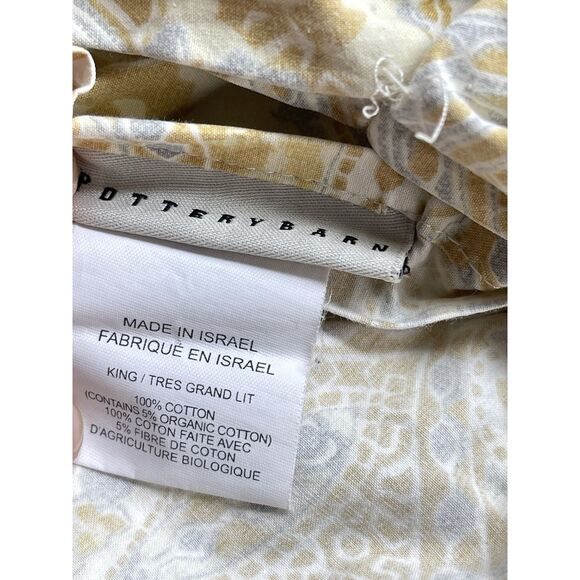 POTTERYBARN
MADE IN ISRAEL
FABRIQUÉ EN ISRAEL
KING / TRES GRAND LIT
100% COTTON
(CONTAINS 5% ORGANIC COTTON)
100% COTON FAITE AVEC
5% FIBRE DE COTON
D'AGRICULTURE BIOLOGIQUE